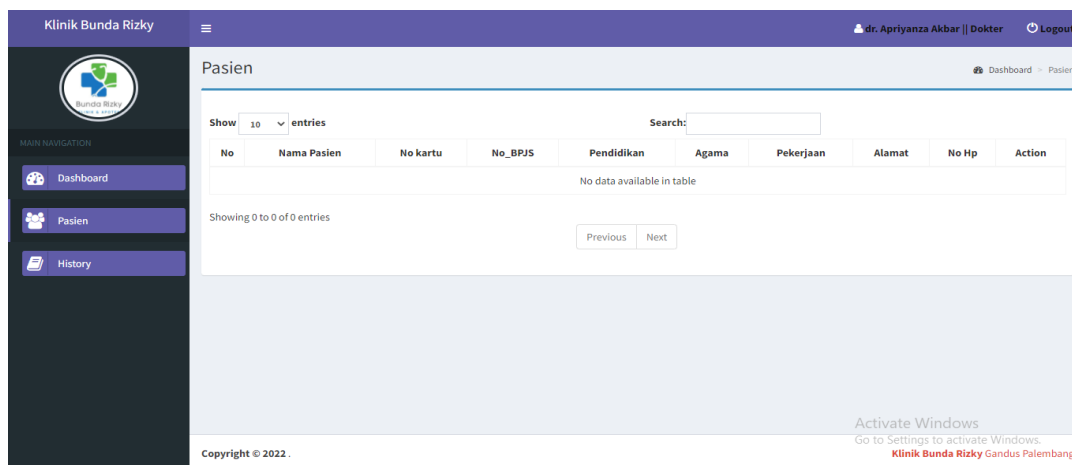 Klinik Bunda Rizky
dr. Apriyanza Akbar || Dokter Logout
Bunda Rizky
Pasien
Dashboard > Pasien
Show 10 entries Search:
MAIN NAVIGATION
No Nama Pasien No kartu No_BPJS Pendidikan Agama Pekerjaan Alamat No Hp Action
No data available in table
Dashboard
Pasien
History
Showing 0 to 0 of 0 entries
Previous Next
Activate Windows
Go to Settings to activate Windows.
Copyright © 2022 .
Klinik Bunda Rizky Gandus Palembang